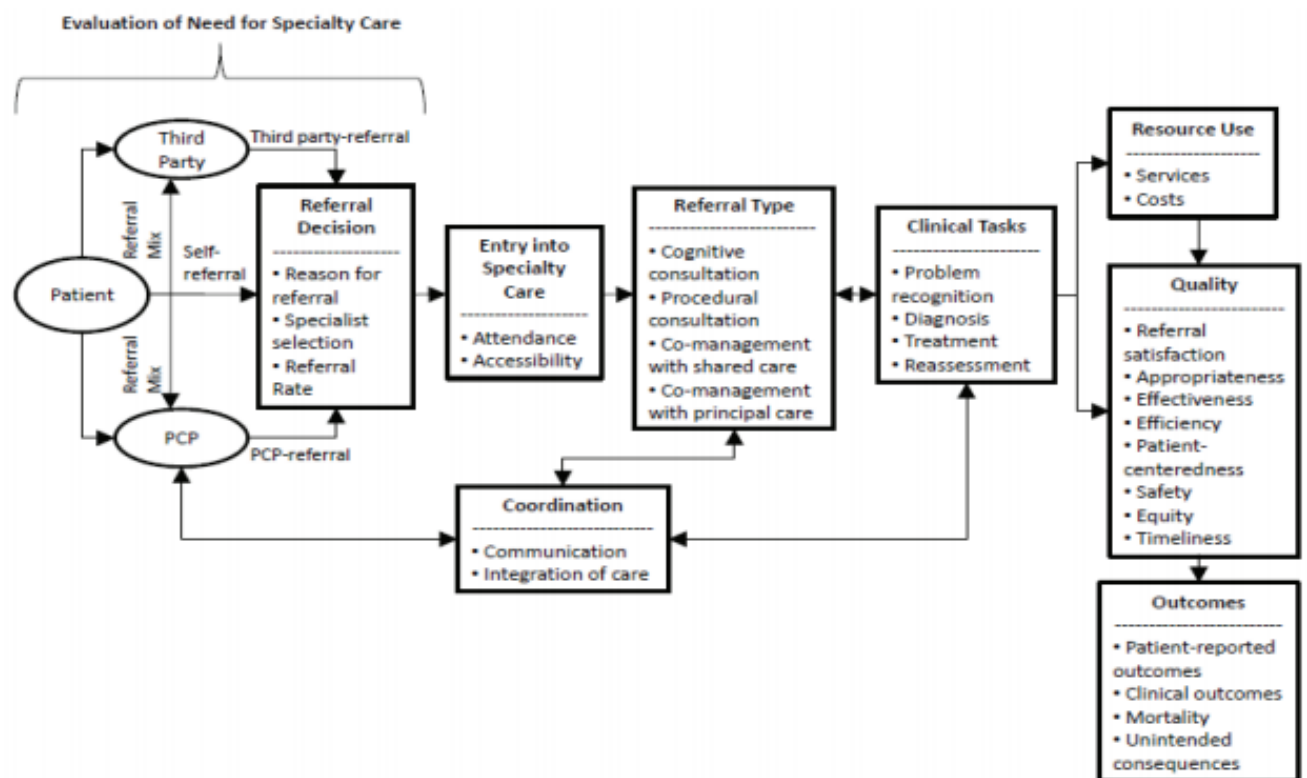 Evaluation of Need for Specialty Care
Third
Party
Third party-referral
Referral
Mix
Self-
referral
Patient
Referral
Mix
PCP
PCP-referral
Referral
Decision
• Reason for
referral
• Specialist
selection
• Referral
Rate
Entry into
Specialty
Care
• Attendance
• Accessibility
Referral Type
• Cognitive
consultation
• Procedural
consultation
• Co-management
with shared care
• Co-management
with principal care
Coordination
• Communication
• Integration of care
Clinical Tasks
• Problem
recognition
• Diagnosis
• Treatment
• Reassessment
Resource Use
• Services
• Costs
Quality
• Referral
satisfaction
• Appropriateness
• Effectiveness
• Efficiency
• Patient-
centeredness
• Safety
• Equity
• Timeliness
Outcomes
• Patient-reported
outcomes
• Clinical outcomes
• Mortality
• Unintended
consequences